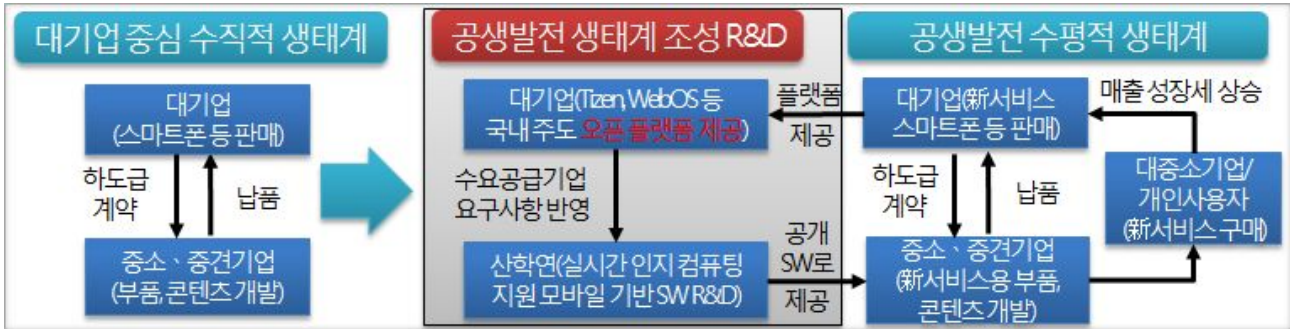 대기업 중심 수직적 생태계
대기업
(스마트폰 등 판매)
하도급
계약
납품
중소、중견기업
(부품, 콘텐츠 개발)
공생발전 생태계 조성 R&D
대기업(Tizen, WebOS 등
국내 주도 오픈 플랫폼 제공)
수요공급기업
요구사항 반영
산학연(실시간 인지 컴퓨팅
지원 모바일 기반 SW R&D)
플랫폼
제공
공개
SW로
제공
공생발전 수평적 생태계
대기업(新서비스
스마트폰 등 판매)
하도급
계약
납품
중소、중견기업
(新서비스용 부품,
콘텐츠 개발)
매출 성장세 상승
대중소기업/
개인사용자
(新서비스 구매)